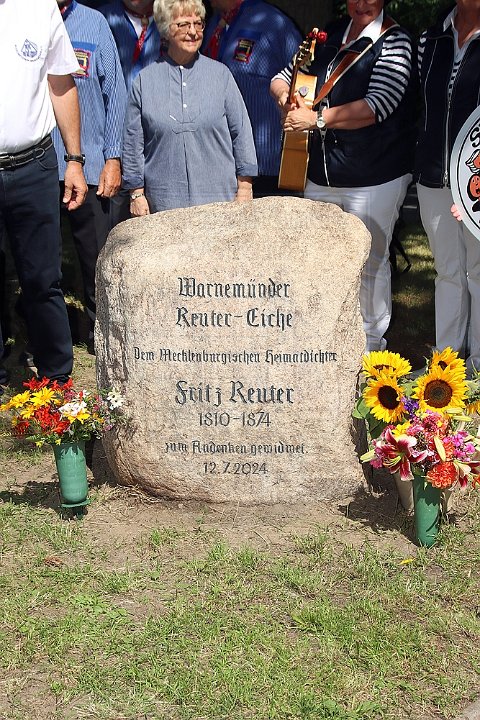 Warnemünder
Reuter-Eiche
Dem Mecklenburgischen Heimatdichter
Fritz Reuter
1810-1874
zum Andenken gewidmet
12.7.2024